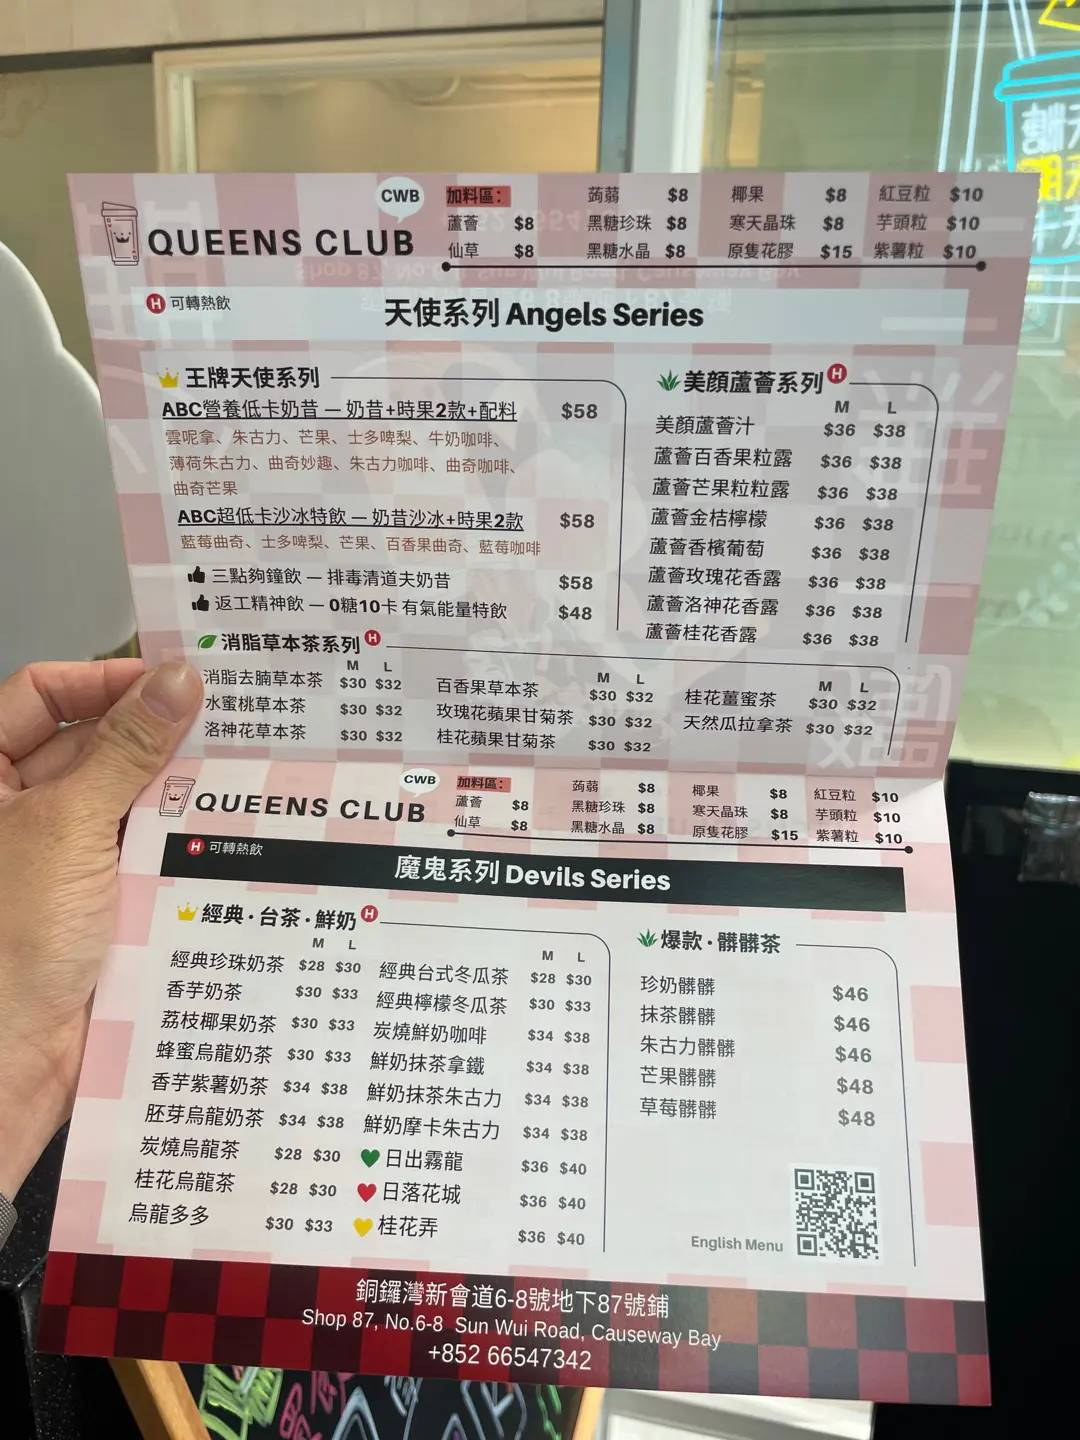 CWB
QUEENS CLUB
加料區： 蒟蒻 $8 椰果 $8 紅豆粒 $10
蘆薈 $8 黑糖珍珠 $8 寒天晶珠 $8 芋頭粒 $10
仙草 $8 黑糖水晶 $8 原隻花膠 $15 紫薯粒 $10
H 可轉熱飲
天使系列 Angels Series
王牌天使系列
ABC營養低卡奶昔 — 奶昔+時果2款+配料 $58
雲呢拿、朱古力、芒果、士多啤梨、牛奶咖啡、
薄荷朱古力、曲奇妙趣、朱古力咖啡、曲奇咖啡、
曲奇芒果
ABC超低卡沙冰特飲 — 奶昔沙冰+時果2款 $58
藍莓曲奇、士多啤梨、芒果、百香果曲奇、藍莓咖啡
三點夠鐘飲 — 排毒清道夫奶昔 $58
返工精神飲 — 0糖10卡 有氣能量特飲 $48
美顏蘆薈系列 H
M L
美顏蘆薈汁 $36 $38
蘆薈百香果粒露 $36 $38
蘆薈芒果粒粒露 $36 $38
蘆薈金桔檸檬 $36 $38
蘆薈香檳葡萄 $36 $38
蘆薈玫瑰花香露 $36 $38
蘆薈洛神花香露 $36 $38
蘆薈桂花香露 $36 $38
消脂草本茶系列 H
M L
消脂去腩草本茶 $30 $32
水蜜桃草本茶 $30 $32
洛神花草本茶 $30 $32
M L
百香果草本茶 $30 $32
玫瑰花蘋果甘菊茶 $30 $32
桂花蘋果甘菊茶 $30 $32
M L
桂花薑蜜茶 $30 $32
天然瓜拉拿茶 $30 $32
CWB
QUEENS CLUB
加料區： 蒟蒻 $8 椰果 $8 紅豆粒 $10
蘆薈 $8 黑糖珍珠 $8 寒天晶珠 $8 芋頭粒 $10
仙草 $8 黑糖水晶 $8 原隻花膠 $15 紫薯粒 $10
H 可轉熱飲
魔鬼系列 Devils Series
經典·台茶·鮮奶 H
M L
經典珍珠奶茶 $28 $30
香芋奶茶 $30 $33
荔枝椰果奶茶 $30 $33
蜂蜜烏龍奶茶 $30 $33
香芋紫薯奶茶 $34 $38
胚芽烏龍奶茶 $34 $38
炭燒烏龍茶 $28 $30
桂花烏龍茶 $28 $30
烏龍多多 $30 $33
M L
經典台式冬瓜茶 $28 $30
經典檸檬冬瓜茶 $30 $33
炭燒鮮奶咖啡 $34 $38
鮮奶抹茶拿鐵 $34 $38
鮮奶抹茶朱古力 $34 $38
鮮奶摩卡朱古力 $34 $38
日出霧龍 $36 $40
日落花城 $36 $40
桂花弄 $36 $40
爆款·髒髒茶
珍奶髒髒 $46
抹茶髒髒 $46
朱古力髒髒 $46
芒果髒髒 $48
草莓髒髒 $48
English Menu
銅鑼灣新會道6-8號地下87號鋪
Shop 87, No.6-8 Sun Wui Road, Causeway Bay
+852 66547342